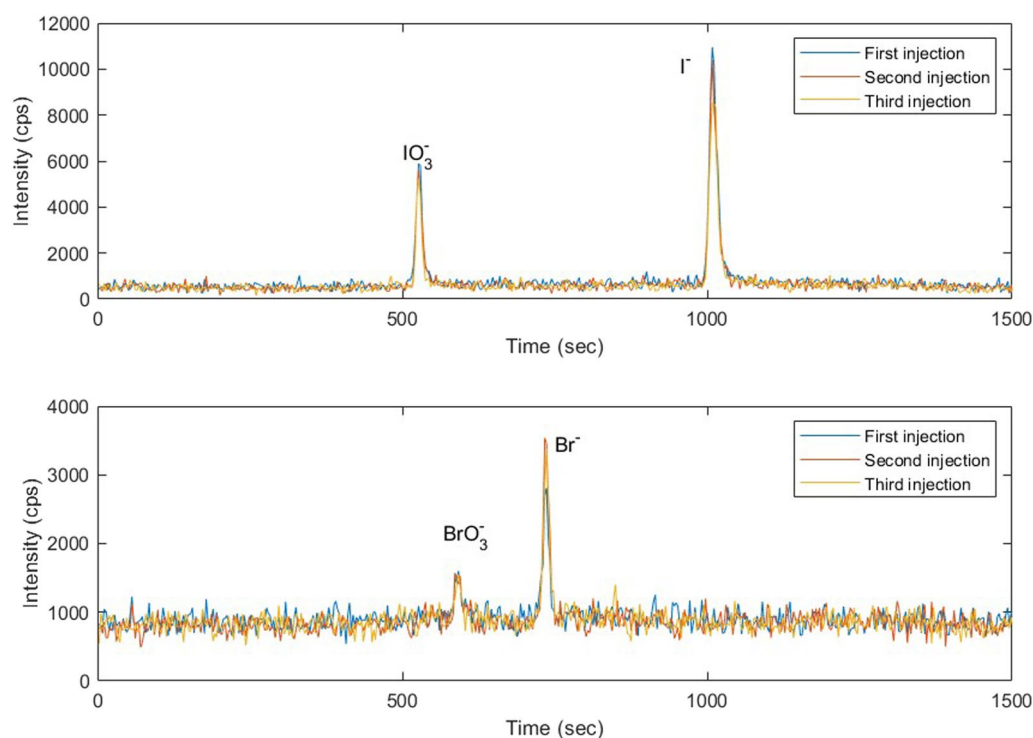 12000
10000
8000
6000
4000
2000
0
Intensity (cps)
IO₃⁻
I⁻
First injection
Second injection
Third injection
0 500 1000 1500
Time (sec)
4000
3000
2000
1000
0
Intensity (cps)
BrO₃⁻
Br⁻
First injection
Second injection
Third injection
0 500 1000 1500
Time (sec)